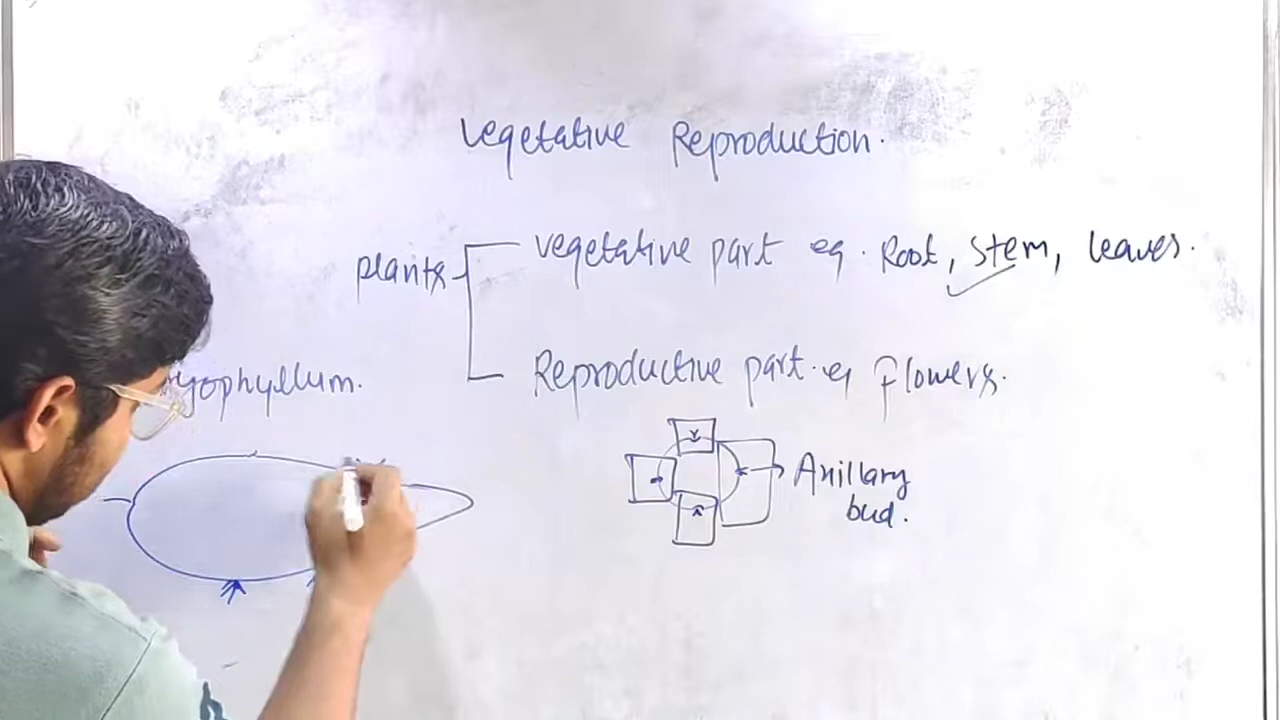 Vegetative Reproduction.
plants
vegetative part eg. Root, Stem, leaves.
Reproductive part. eg flowers.
yophyllum.
Axillary
bud.